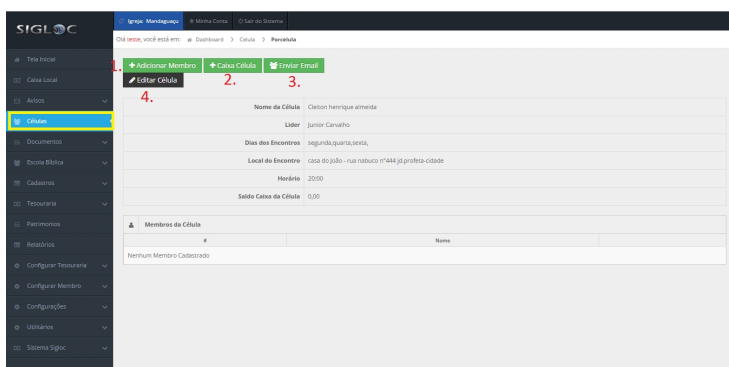 SIGLOC
Igreja: Mandaguaçu Minha Conta Sair do Sistema
Olá teste, você está em: Dashboard > Celula > Porcelula
Tela Inicial
Caixa Local
Avisos
Células
Documentos
Escola Bíblica
Cadastros
Tesouraria
Patrimonios
Relatórios
Configurar Tesouraria
Configurar Membro
Configurações
Utilitários
Sistema Sigloc
1. + Adicionar Membro + Caixa Célula Enviar Email
2. 3.
Editar Célula
4.
Nome da Célula Cleiton henrique almeida
Lider Junior Carvalho
Dias dos Encontros segunda,quarta,sexta,
Local do Encontro casa do João - rua nabuco n°444 jd.profeta-cidade
Horário 20:00
Saldo Caixa da Célula 0,00
Membros da Célula
# Nome
Nenhum Membro Cadastrado